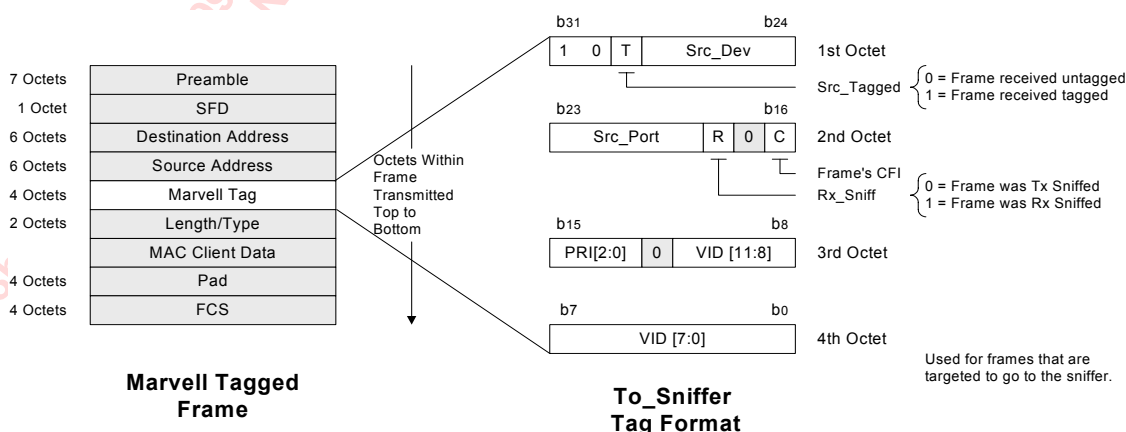 7 Octets Preamble
1 Octet SFD
6 Octets Destination Address
6 Octets Source Address
4 Octets Marvell Tag
2 Octets Length/Type
MAC Client Data
4 Octets Pad
4 Octets FCS
Octets Within
Frame
Transmitted
Top to
Bottom
Marvell Tagged
Frame
b31 b24
1 0 T Src_Dev 1st Octet
Src_Tagged
0 = Frame received untagged
1 = Frame received tagged
b23 b16
Src_Port R 0 C 2nd Octet
Frame's CFI
Rx_Sniff
0 = Frame was Tx Sniffed
1 = Frame was Rx Sniffed
b15 b8
PRI[2:0] 0 VID [11:8] 3rd Octet
b7 b0
VID [7:0] 4th Octet
Used for frames that are
targeted to go to the sniffer.
To_Sniffer
Tag Format